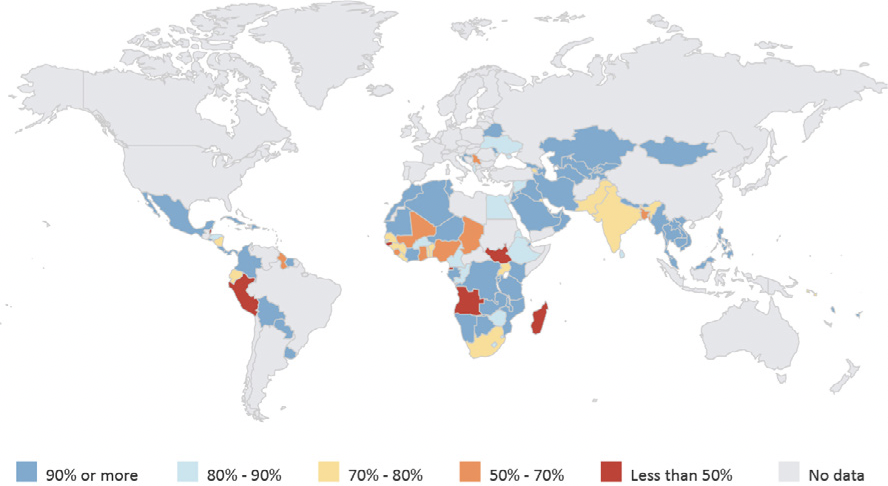 90% or more
80% - 90%
70% - 80%
50% - 70%
Less than 50%
No data